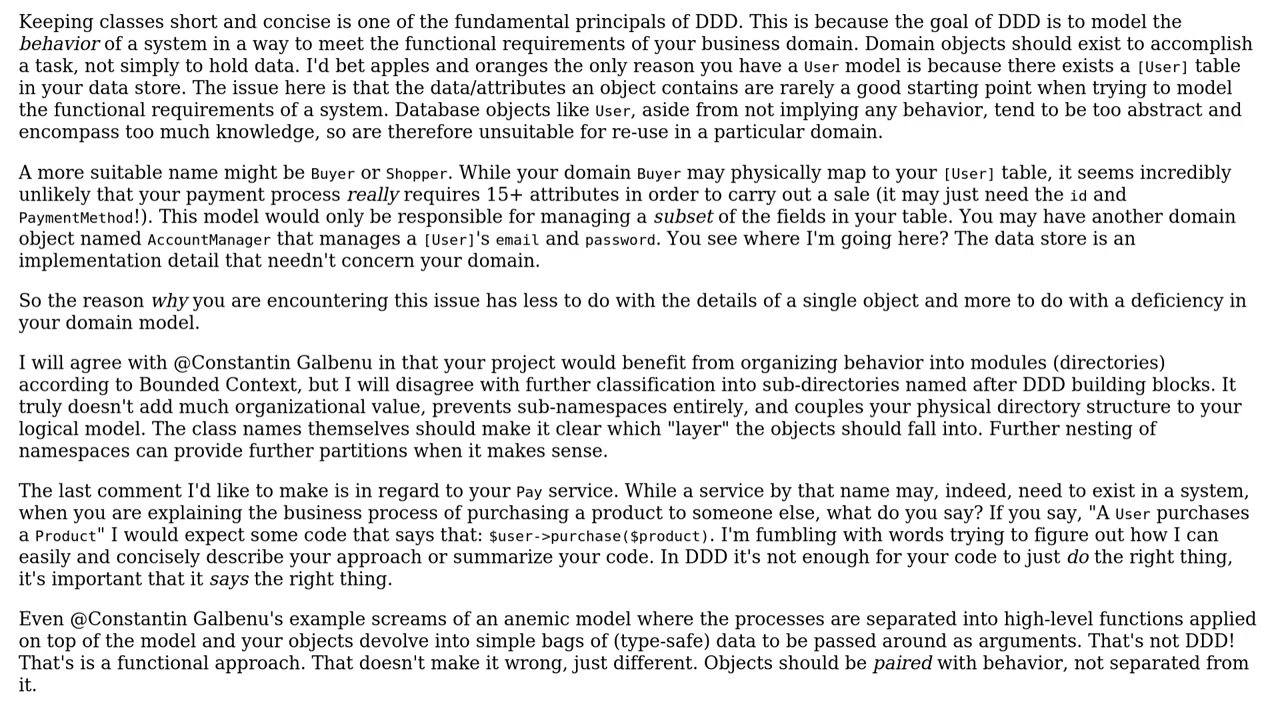 Keeping classes short and concise is one of the fundamental principals of DDD. This is because the goal of DDD is to model the
behavior of a system in a way to meet the functional requirements of your business domain. Domain objects should exist to accomplish
a task, not simply to hold data. I'd bet apples and oranges the only reason you have a User model is because there exists a [User] table
in your data store. The issue here is that the data/attributes an object contains are rarely a good starting point when trying to model
the functional requirements of a system. Database objects like User, aside from not implying any behavior, tend to be too abstract and
encompass too much knowledge, so are therefore unsuitable for re-use in a particular domain.
A more suitable name might be Buyer or Shopper. While your domain Buyer may physically map to your [User] table, it seems incredibly
unlikely that your payment process really requires 15+ attributes in order to carry out a sale (it may just need the id and
PaymentMethod!). This model would only be responsible for managing a subset of the fields in your table. You may have another domain
object named AccountManager that manages a [User]'s email and password. You see where I'm going here? The data store is an
implementation detail that needn't concern your domain.
So the reason why you are encountering this issue has less to do with the details of a single object and more to do with a deficiency in
your domain model.
I will agree with @Constantin Galbenu in that your project would benefit from organizing behavior into modules (directories)
according to Bounded Context, but I will disagree with further classification into sub-directories named after DDD building blocks. It
truly doesn't add much organizational value, prevents sub-namespaces entirely, and couples your physical directory structure to your
logical model. The class names themselves should make it clear which "layer" the objects should fall into. Further nesting of
namespaces can provide further partitions when it makes sense.
The last comment I'd like to make is in regard to your Pay service. While a service by that name may, indeed, need to exist in a system,
when you are explaining the business process of purchasing a product to someone else, what do you say? If you say, "A User purchases
a Product" I would expect some code that says that: $user->purchase($product). I'm fumbling with words trying to figure out how I can
easily and concisely describe your approach or summarize your code. In DDD it's not enough for your code to just do the right thing,
it's important that it says the right thing.
Even @Constantin Galbenu's example screams of an anemic model where the processes are separated into high-level functions applied
on top of the model and your objects devolve into simple bags of (type-safe) data to be passed around as arguments. That's not DDD!
That's is a functional approach. That doesn't make it wrong, just different. Objects should be paired with behavior, not separated from
it.